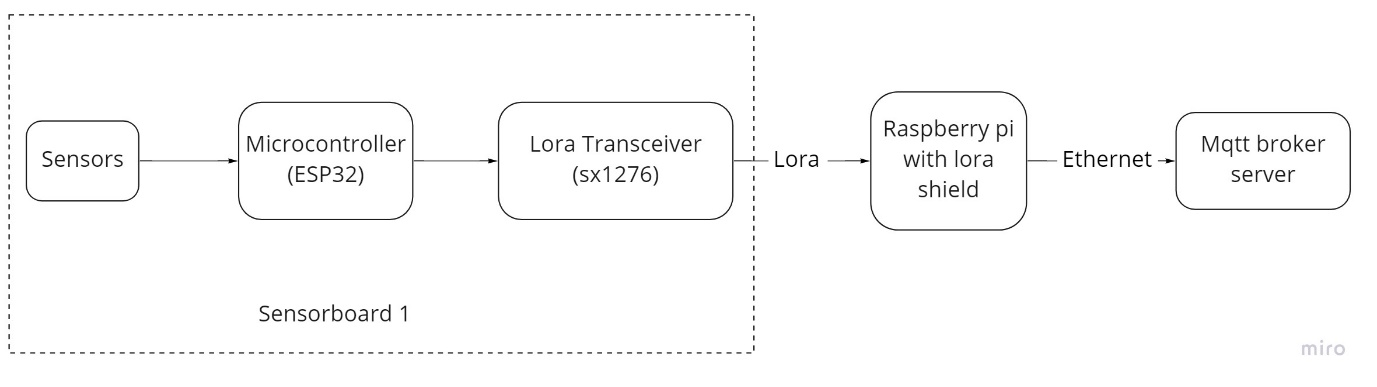 Sensors
Microcontroller
(ESP32)
Lora Transceiver
(sx1276)
Lora
Raspberry pi
with lora
shield
Ethernet
Mqtt broker
server
Sensorboard 1
miro